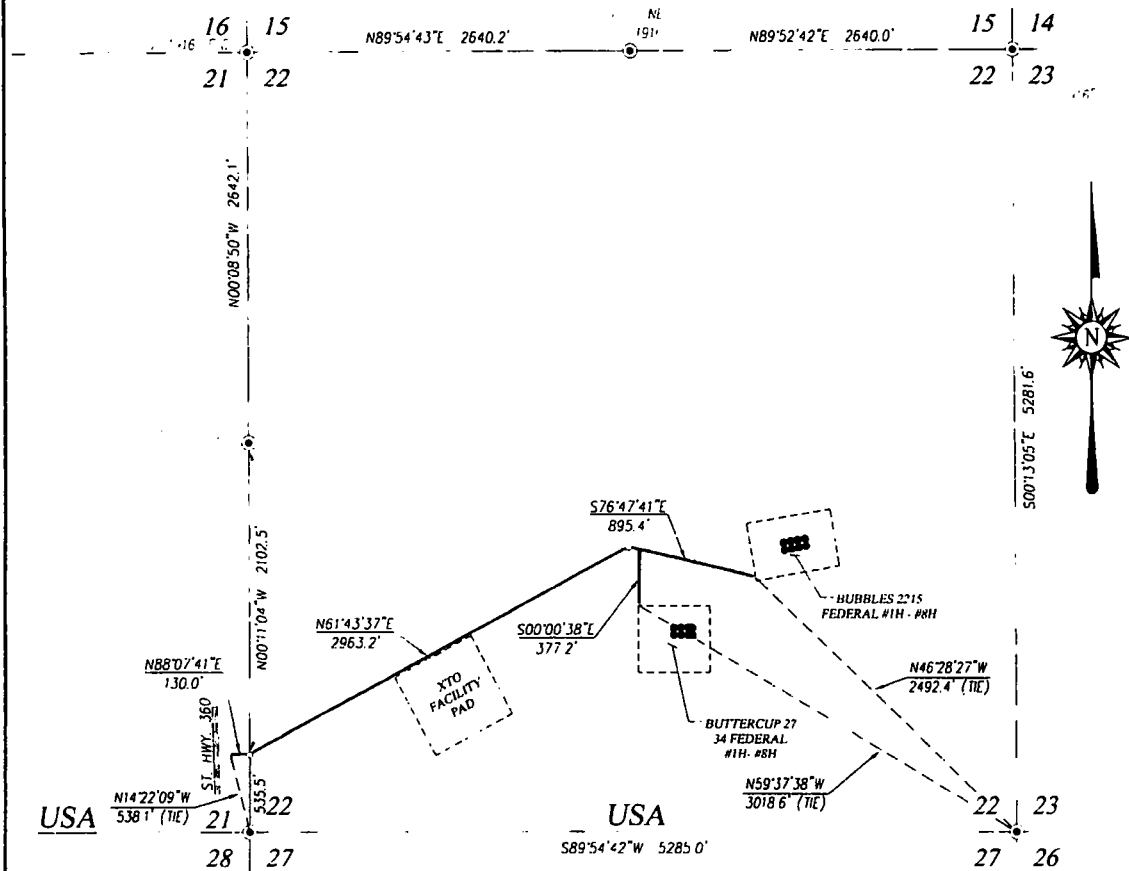 16 15
N89°54'43"E 2640.2'
N89°52'42"E 2640.0'
15 14
21 22
22 23
N00°08'50"W 2642.1'
N
S00°13'05"E 5281.6'
S76°47'41"E
895.4'
N00°11'04"W 2102.5'
BUBBLES 2215
FEDERAL #1H - #8H
N61°43'37"E
2963.2'
S00°00'38"E
377.2'
N88°07'41"E
130.0'
XTO
FACILITY
PAD
N46°28'27"W
2492.4' (TIE)
ST. HWY. 360
BUTTERCUP 27
34 FEDERAL
#1H- #8H
N14°22'09"W
538.1' (TIE)
535.5'
N59°37'38"W
3018.6' (TIE)
USA
21 22
USA
22 23
28 27
S89°54'42"W 5285.0'
27 26